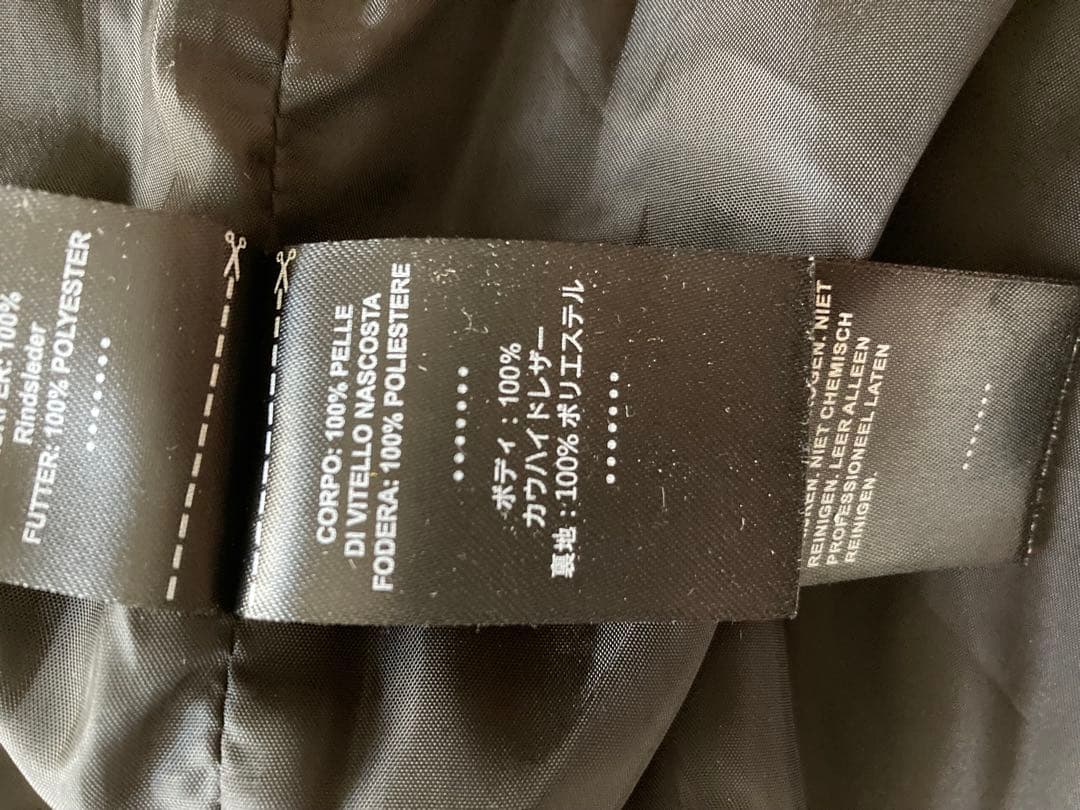 100%
Rindsleder
FUTTER: 100% POLYESTER
CORPO: 100% PELLE
DI VITELLO NASCOSTA
FODERA: 100% POLIESTERE
ボディ：100%
カウハイドレザー
裏地：100% ポリエステル
NIET
NIET CHEMISCH
REINIGEN. LEER ALLEEN
PROFESSIONEEL LATEN
REINIGEN.